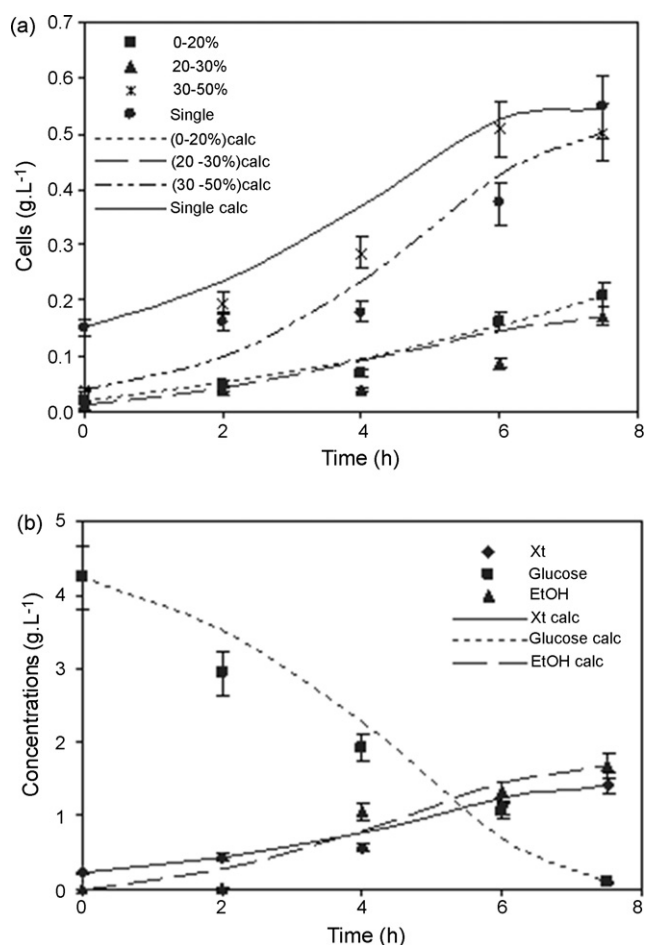 (a)
0.7
0.6
0.5
0.4
0.3
0.2
0.1
0.0
Cells (g.L-1)
0-20%
20-30%
30-50%
Single
(0-20%)calc
(20 -30%)calc
(30 -50%)calc
Single calc
0 2 4 6 8
Time (h)
(b)
5
4
3
2
1
0
Concentrations (g.L-1)
Xt
Glucose
EtOH
Xt calc
Glucose calc
EtOH calc
0 2 4 6 8
Time (h)